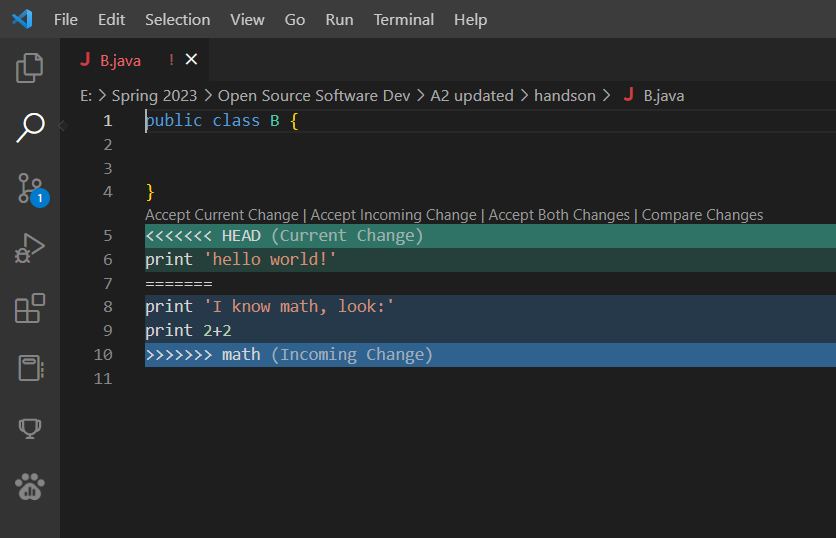 File Edit Selection View Go Run Terminal Help
J B.java !
E: > Spring 2023 > Open Source Software Dev > A2 updated > handson > J B.java
1 public class B {
2
3
4 }
Accept Current Change | Accept Incoming Change | Accept Both Changes | Compare Changes
5 <<<<<<< HEAD (Current Change)
6 print 'hello world!'
7 =======
8 print 'I know math, look:'
9 print 2+2
10 >>>>>>> math (Incoming Change)
11
1